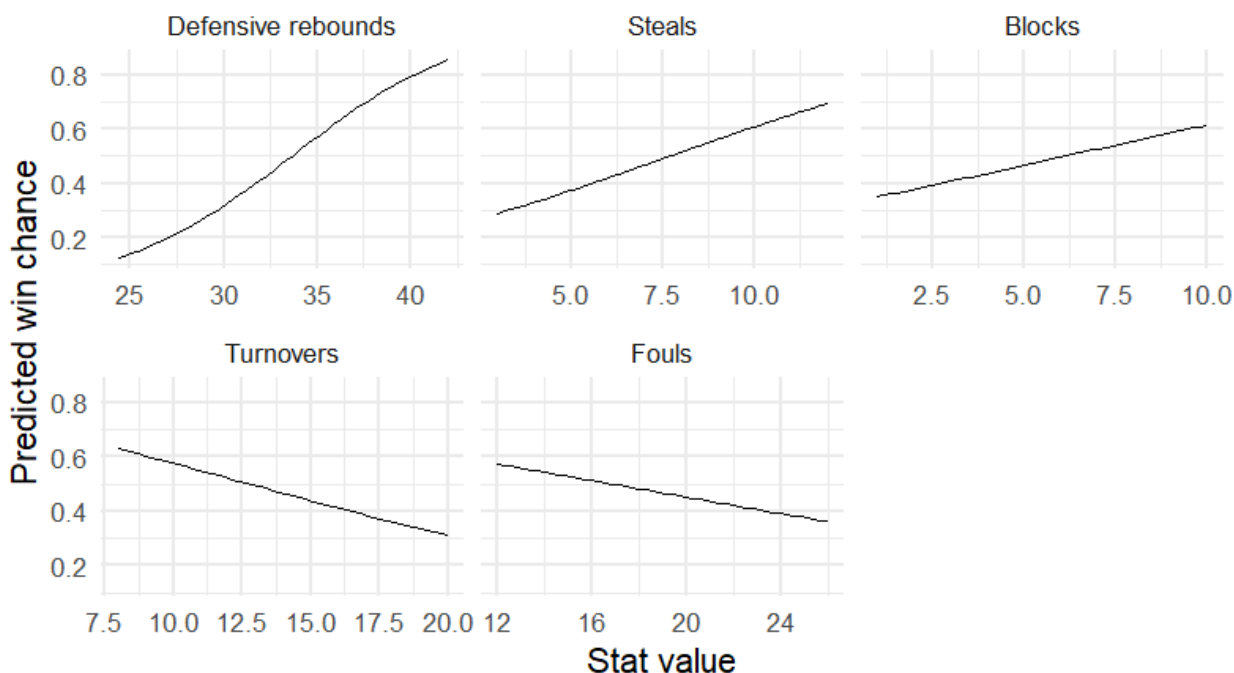 Defensive rebounds Steals Blocks
Predicted win chance
0.8
0.6
0.4
0.2
25 30 35 40 5.0 7.5 10.0 2.5 5.0 7.5 10.0
Turnovers Fouls
0.8
0.6
0.4
0.2
7.5 10.0 12.5 15.0 17.5 20.0 12 16 20 24
Stat value